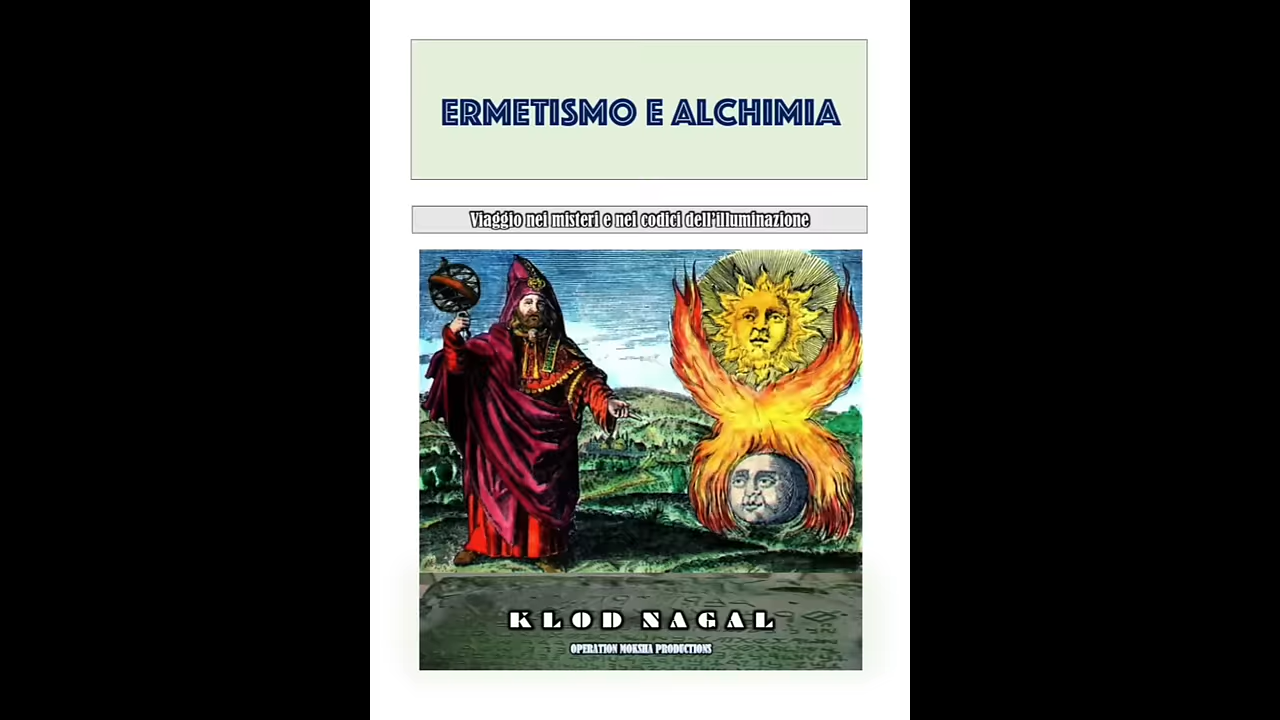 ERMETISMO E ALCHIMIA
Viaggio nei misteri e nei codici dell'illuminazione
KLOD NAGAL
OPERATION MOKSHA PRODUCTIONS